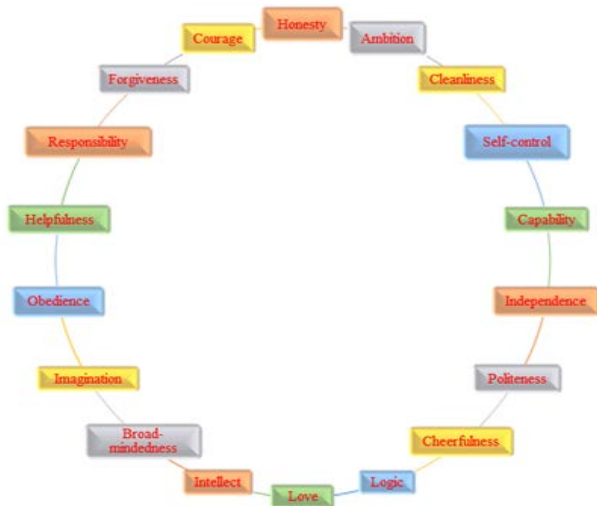 Honesty
Ambition
Cleanliness
Self-control
Capability
Independence
Politeness
Cheerfulness
Logic
Love
Intellect
Broad-
mindedness
Imagination
Obedience
Helpfulness
Responsibility
Forgiveness
Courage